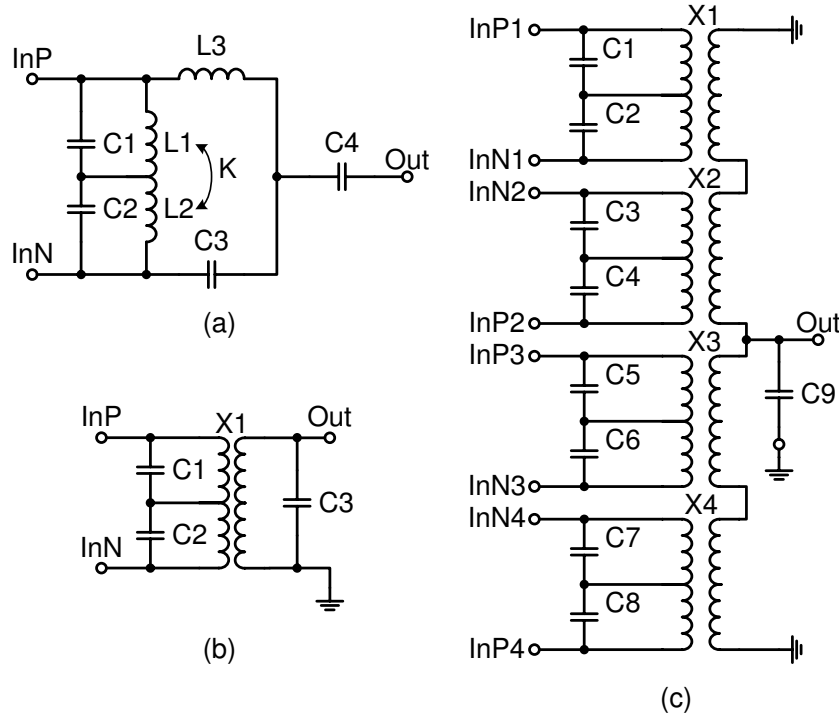 InP
L3
C1
L1
K
C4
Out
C2
L2
C3
InN
(a)
InP
X1
Out
C1
C3
C2
InN
(b)
InP1
X1
C1
C2
InN1
X2
InN2
C3
C4
InP2
X3
Out
InP3
C5
C9
C6
InN3
X4
InN4
C7
C8
InP4
(c)